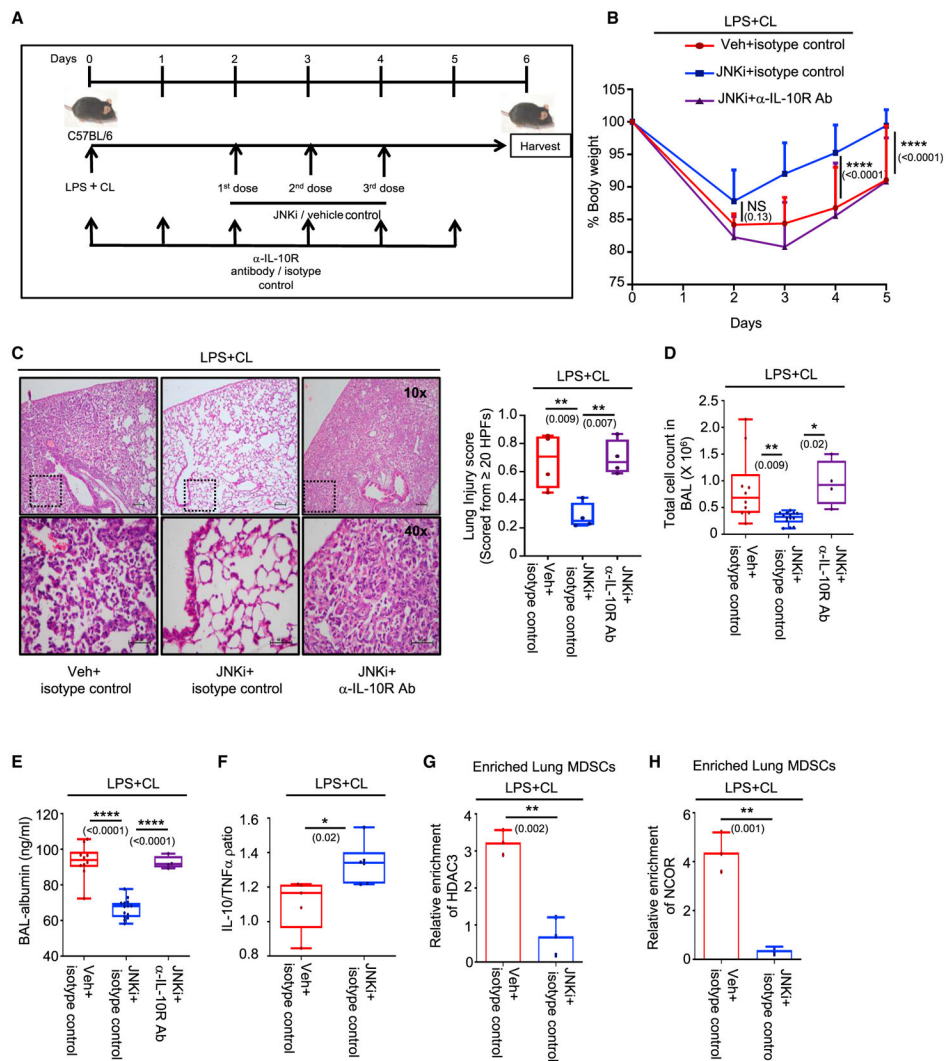 A
Days 0 1 2 3 4 5 6
C57BL/6
Harvest
LPS + CL
1st dose 2nd dose 3rd dose
JNKi / vehicle control
α-IL-10R
antibody / isotype
control
B
LPS+CL
Veh+isotype control
JNKi+isotype control
JNKi+α-IL-10R Ab
% Body weight
100
95
90
85
80
75
NS
(0.13)
****
(<0.0001)
****
(<0.0001)
0 1 2 3 4 5
Days
C
LPS+CL
10x
40x
Veh+
isotype control
JNKi+
isotype control
JNKi+
α-IL-10R Ab
LPS+CL
Lung Injury score
(Scored from ≥ 20 HPFs)
1.0
0.8
0.6
0.4
0.2
0
**
(0.009)
**
(0.007)
Veh+
isotype control
JNKi+
isotype control
JNKi+
α-IL-10R Ab
D
LPS+CL
Total cell count in
BAL (X 10⁶)
2.5
2.0
1.5
1.0
0.5
0
**
(0.009)
*
(0.02)
Veh+
isotype control
JNKi+
isotype control
JNKi+
α-IL-10R Ab
E
LPS+CL
BAL-albumin (ng/ml)
120
100
80
60
40
****
(<0.0001)
****
(<0.0001)
Veh+
isotype control
JNKi+
isotype control
JNKi+
α-IL-10R Ab
F
LPS+CL
IL-10/TNFα ρatio
1.6
1.4
1.2
1.0
0.8
*
(0.02)
Veh+
isotype control
JNKi+
isotype control
G
Enriched Lung MDSCs
LPS+CL
Relative enrichment
of HDAC3
4
3
1
0
**
(0.002)
Veh+
isotype control
JNKi+
isotype control
H
Enriched Lung MDSCs
LPS+CL
Relative enrichment
of NCOR
6
4
2
0
**
(0.001)
Veh+
isotype control
JNKi+
isotype control